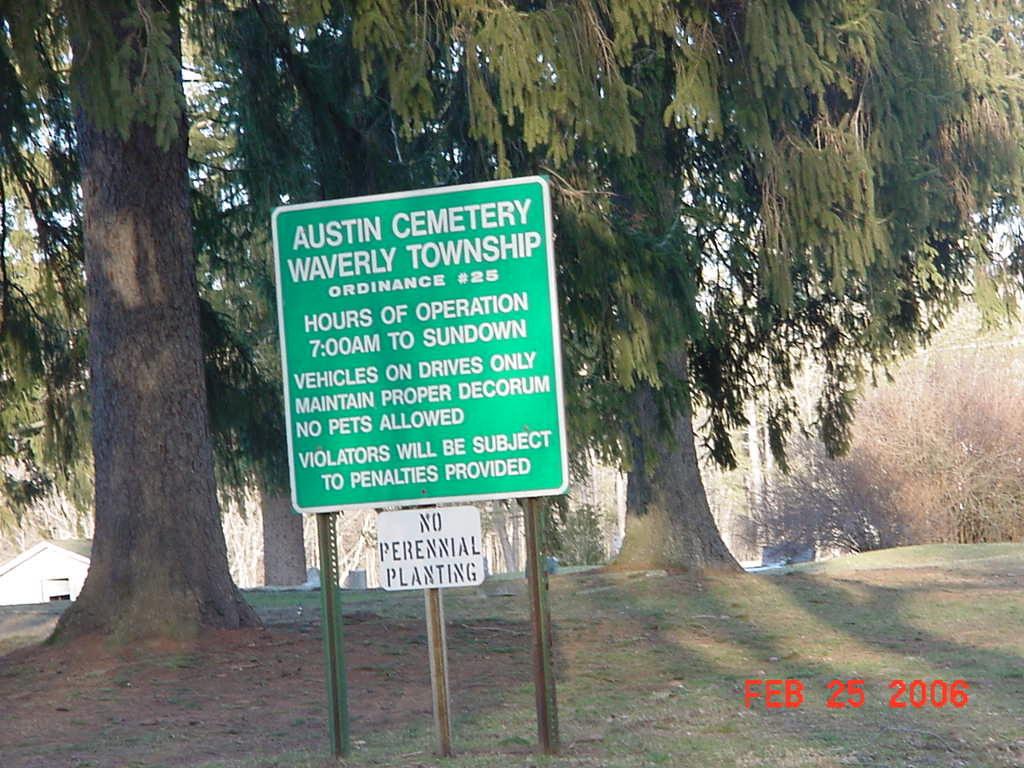 AUSTIN CEMETERY
WAVERLY TOWNSHIP
ORDINANCE #25
HOURS OF OPERATION
7:00AM TO SUNDOWN
VEHICLES ON DRIVES ONLY
MAINTAIN PROPER DECORUM
NO PETS ALLOWED
VIOLATORS WILL BE SUBJECT
TO PENALTIES PROVIDED
NO
PERENNIAL
PLANTING
FEB 25 2006